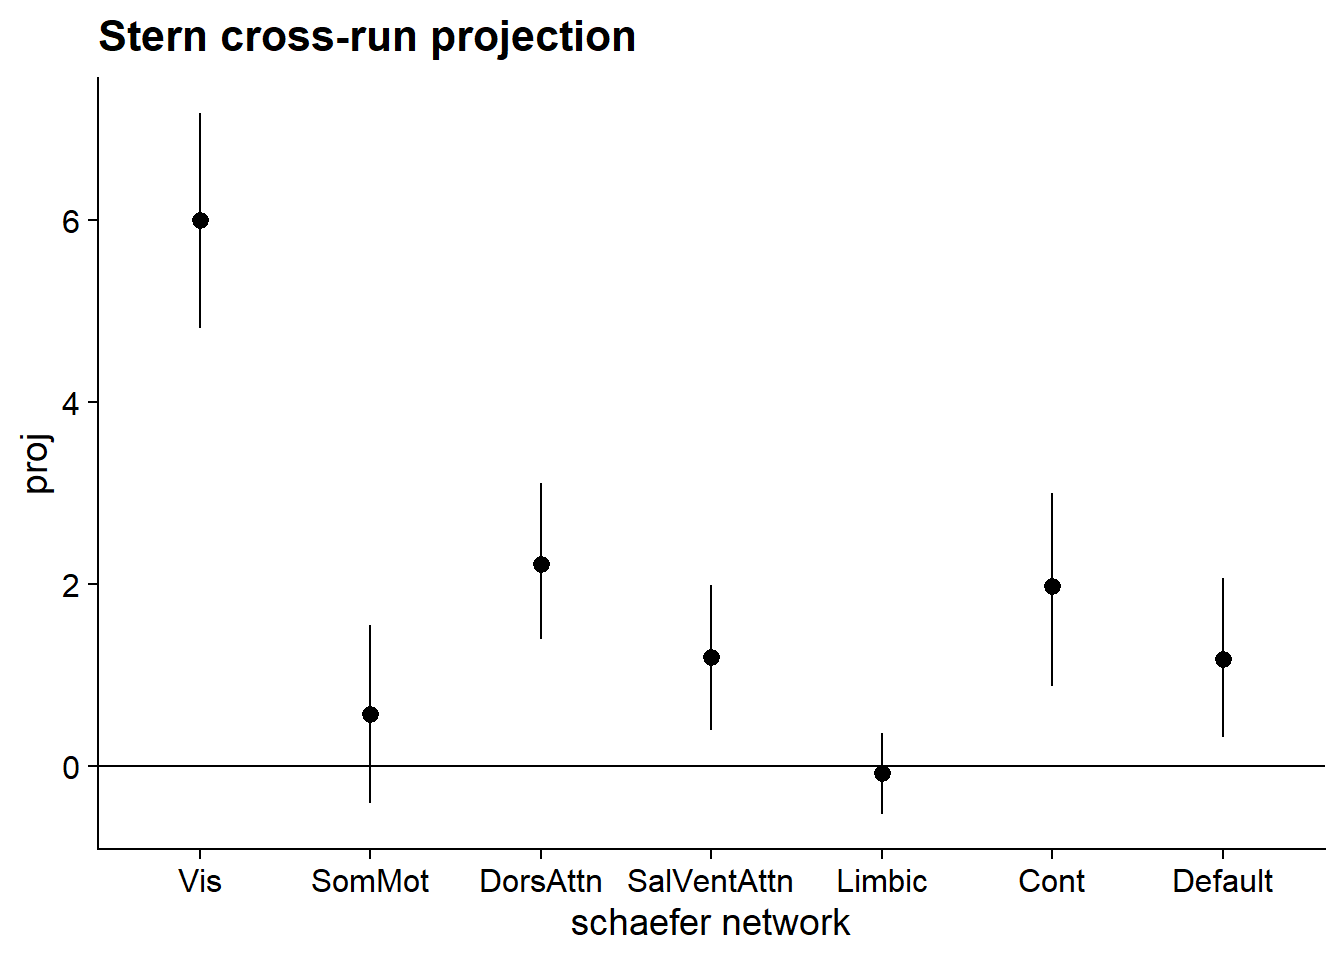 Stern cross-run projection
proj
6
4
2
0
Vis SomMot DorsAttn SalVentAttn Limbic Cont Default
schaefer network